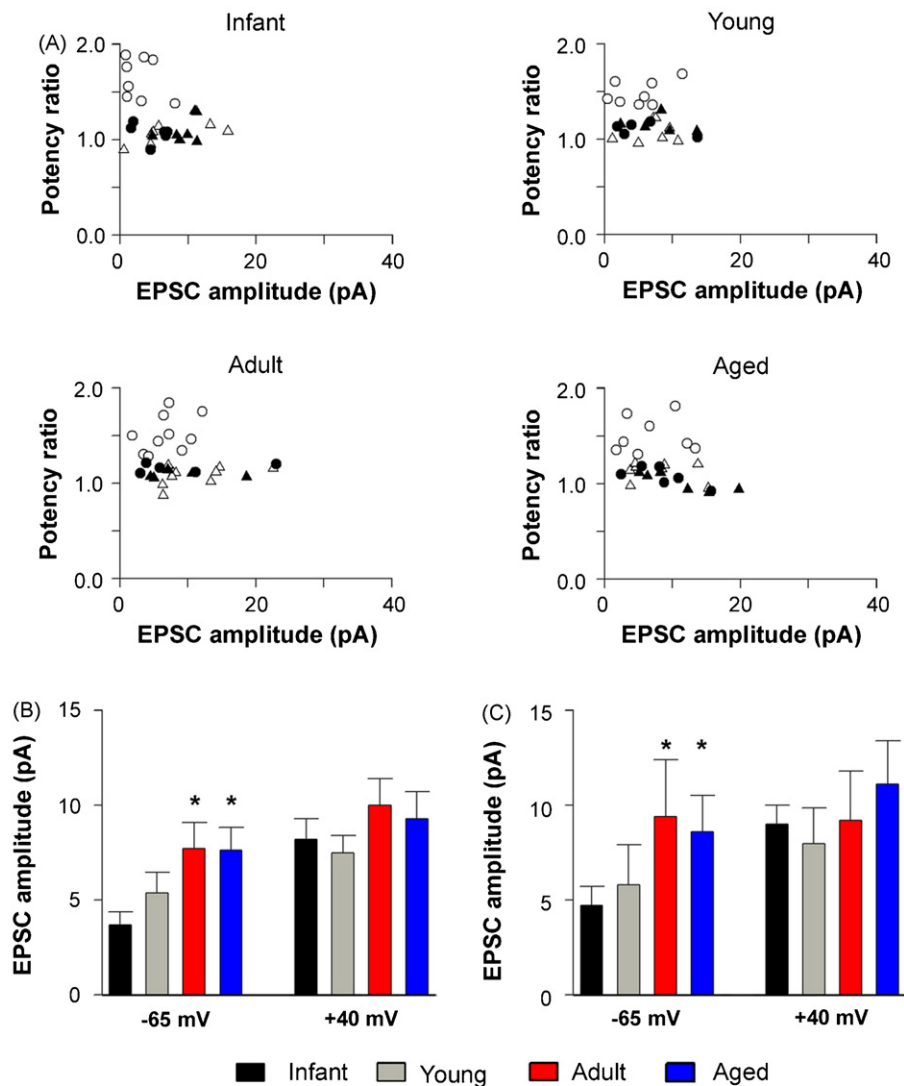 (A)
Infant
2.0
1.0
0.0
Potency ratio
0 20 40
EPSC amplitude (pA)
Young
2.0
1.0
0.0
Potency ratio
0 20 40
EPSC amplitude (pA)
Adult
2.0
1.0
0.0
Potency ratio
0 20 40
EPSC amplitude (pA)
Aged
2.0
1.0
0.0
Potency ratio
0 20 40
EPSC amplitude (pA)
(B)
15
10
5
0
EPSC amplitude (pA)
* *
-65 mV +40 mV
(C)
15
10
5
0
EPSC amplitude (pA)
* *
-65 mV +40 mV
Infant Young Adult Aged